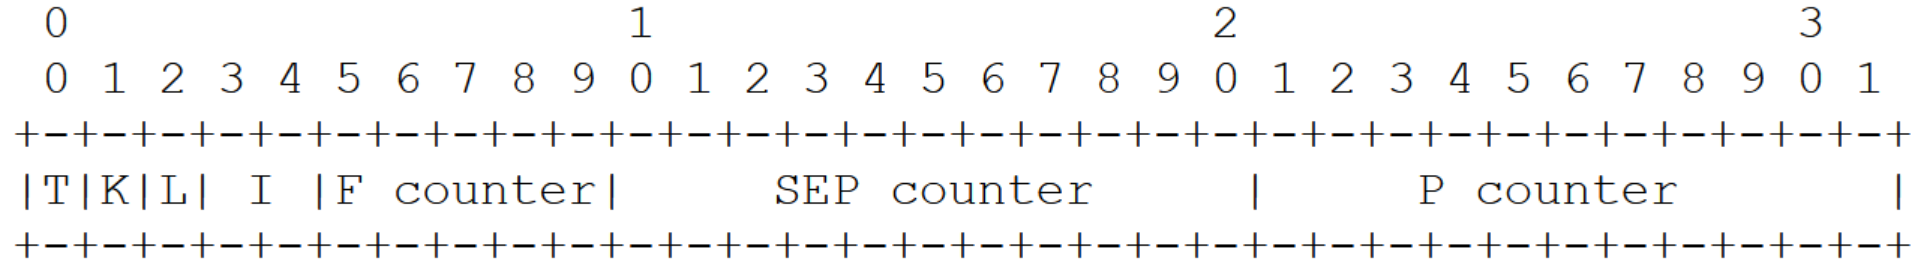 0                   1                   2                   3
 0 1 2 3 4 5 6 7 8 9 0 1 2 3 4 5 6 7 8 9 0 1 2 3 4 5 6 7 8 9 0 1
+-+-+-+-+-+-+-+-+-+-+-+-+-+-+-+-+-+-+-+-+-+-+-+-+-+-+-+-+-+-+-+-+
|T|K|L| I |F counter|     SEP counter     |     P counter       |
+-+-+-+-+-+-+-+-+-+-+-+-+-+-+-+-+-+-+-+-+-+-+-+-+-+-+-+-+-+-+-+-+